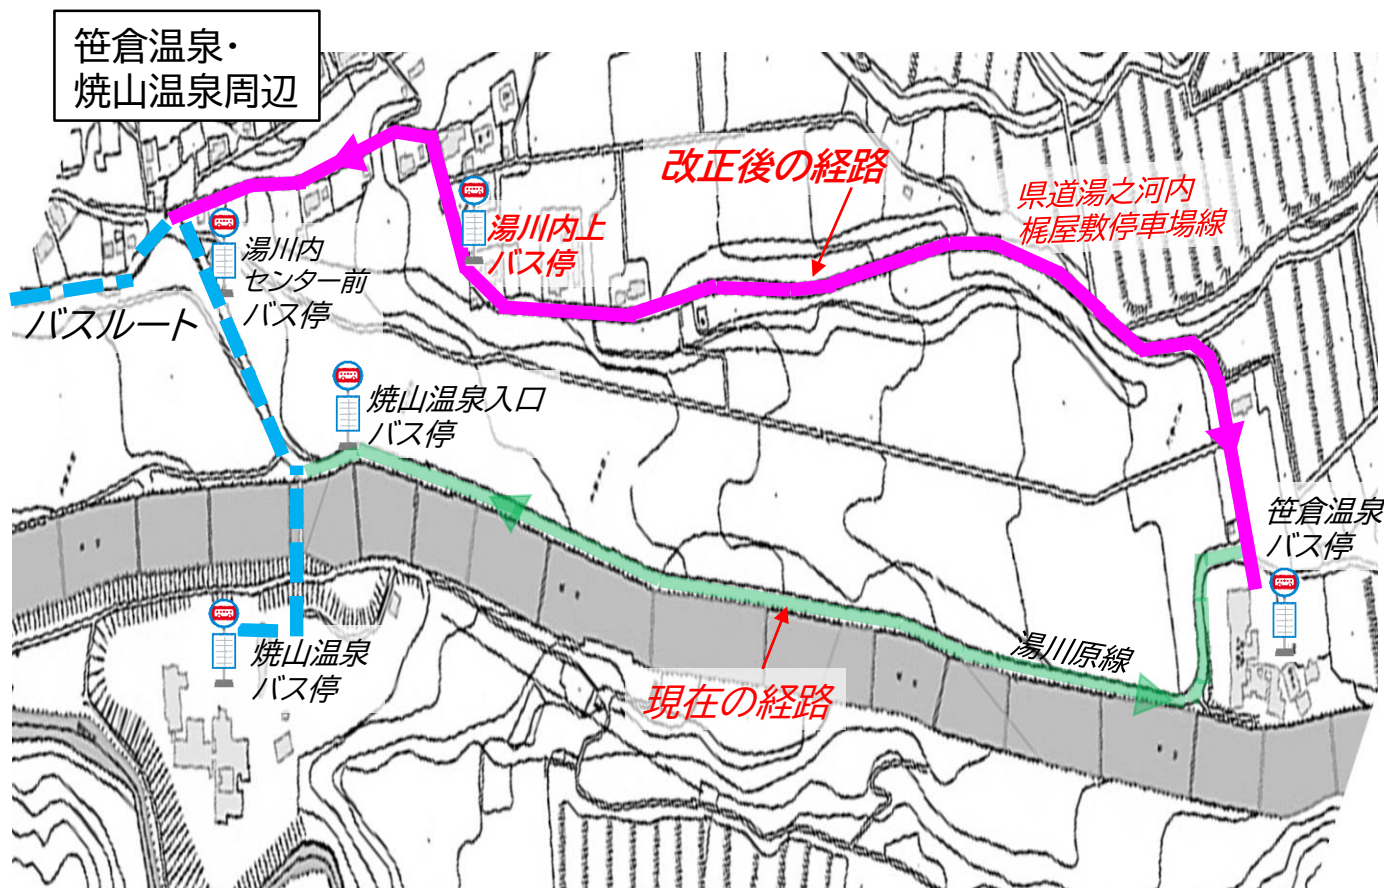 笹倉温泉・
焼山温泉周辺
改正後の経路
県道湯之河内
梶屋敷停車場線
湯川内上
バス停
湯川内
センター前
バス停
バスルート
焼山温泉入口
バス停
笹倉温泉
バス停
湯川原線
焼山温泉
バス停
現在の経路